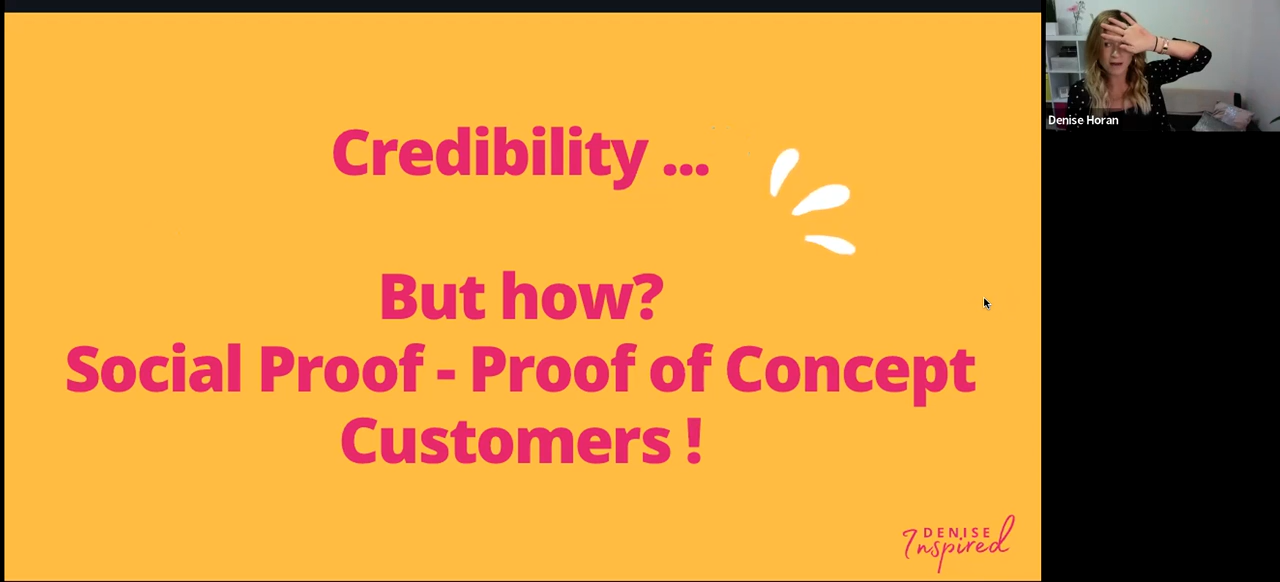 Credibility ...
But how?
Social Proof - Proof of Concept
Customers !
DENISE
Inspired
Denise Horan